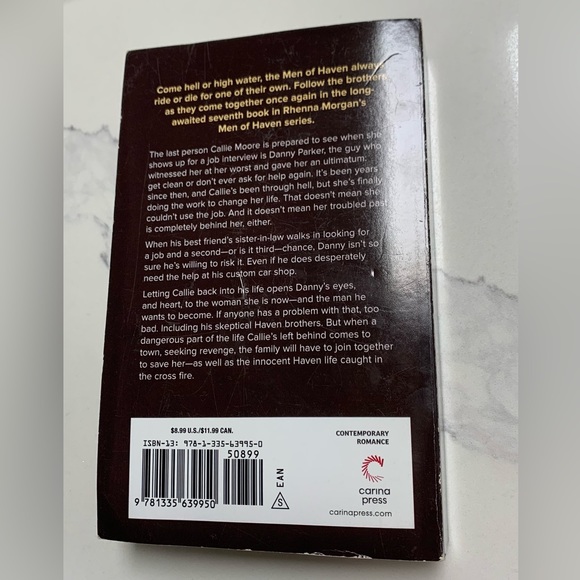 Come hell or high water, the Men of Haven always
ride or die for one of their own. Follow the brothers
as they come together once again in the long-
awaited seventh book in Rhenna Morgan's
Men of Haven series.
The last person Callie Moore is prepared to see when she
shows up for a job interview is Danny Parker, the guy who
witnessed her at her worst and gave her an ultimatum:
get clean or don't ever ask for help again. It's been years
since then, and Callie's been through hell, but she's finally
doing the work to change her life. That doesn't mean she
couldn't use the job. And it doesn't mean her troubled past
is completely behind her, either.
When his best friend's sister-in-law walks in looking for
a job and a second—or is it third—chance, Danny isn't so
sure he's willing to risk it. Even if he does desperately
need the help at his custom car shop.
Letting Callie back into his life opens Danny's eyes,
and heart, to the woman she is now—and the man he
wants to become. If anyone has a problem with that, too
bad. Including his skeptical Haven brothers. But when a
dangerous part of the life Callie's left behind comes to
town, seeking revenge, the family will have to join together
to save her—as well as the innocent Haven life caught in
the cross fire.
$8.99 U.S./$11.99 CAN.
ISBN-13: 978-1-335-63995-0
50899
9 781335 639950
S EAN
CONTEMPORARY
ROMANCE
carina
press
carinapress.com